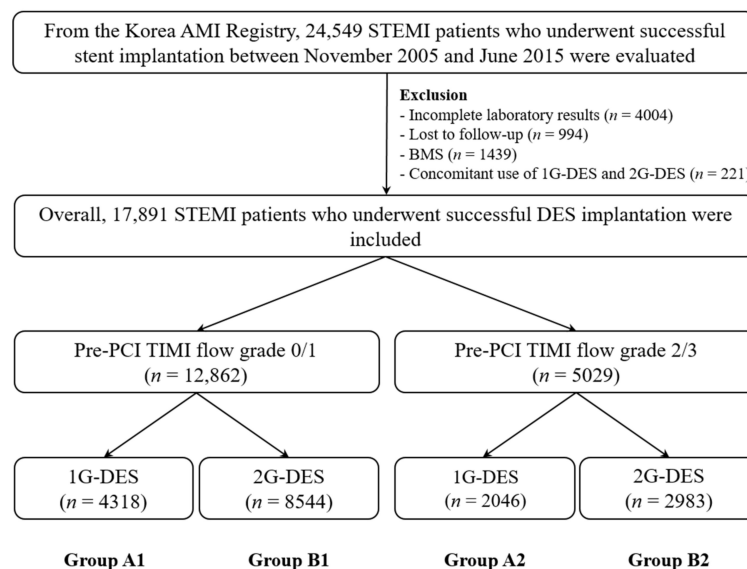 From the Korea AMI Registry, 24,549 STEMI patients who underwent successful
stent implantation between November 2005 and June 2015 were evaluated
Exclusion
- Incomplete laboratory results (n = 4004)
- Lost to follow-up (n = 994)
- BMS (n = 1439)
- Concomitant use of 1G-DES and 2G-DES (n = 221)
Overall, 17,891 STEMI patients who underwent successful DES implantation were
included
Pre-PCI TIMI flow grade 0/1
(n = 12,862)
Pre-PCI TIMI flow grade 2/3
(n = 5029)
1G-DES
(n = 4318)
2G-DES
(n = 8544)
1G-DES
(n = 2046)
2G-DES
(n = 2983)
Group A1
Group B1
Group A2
Group B2